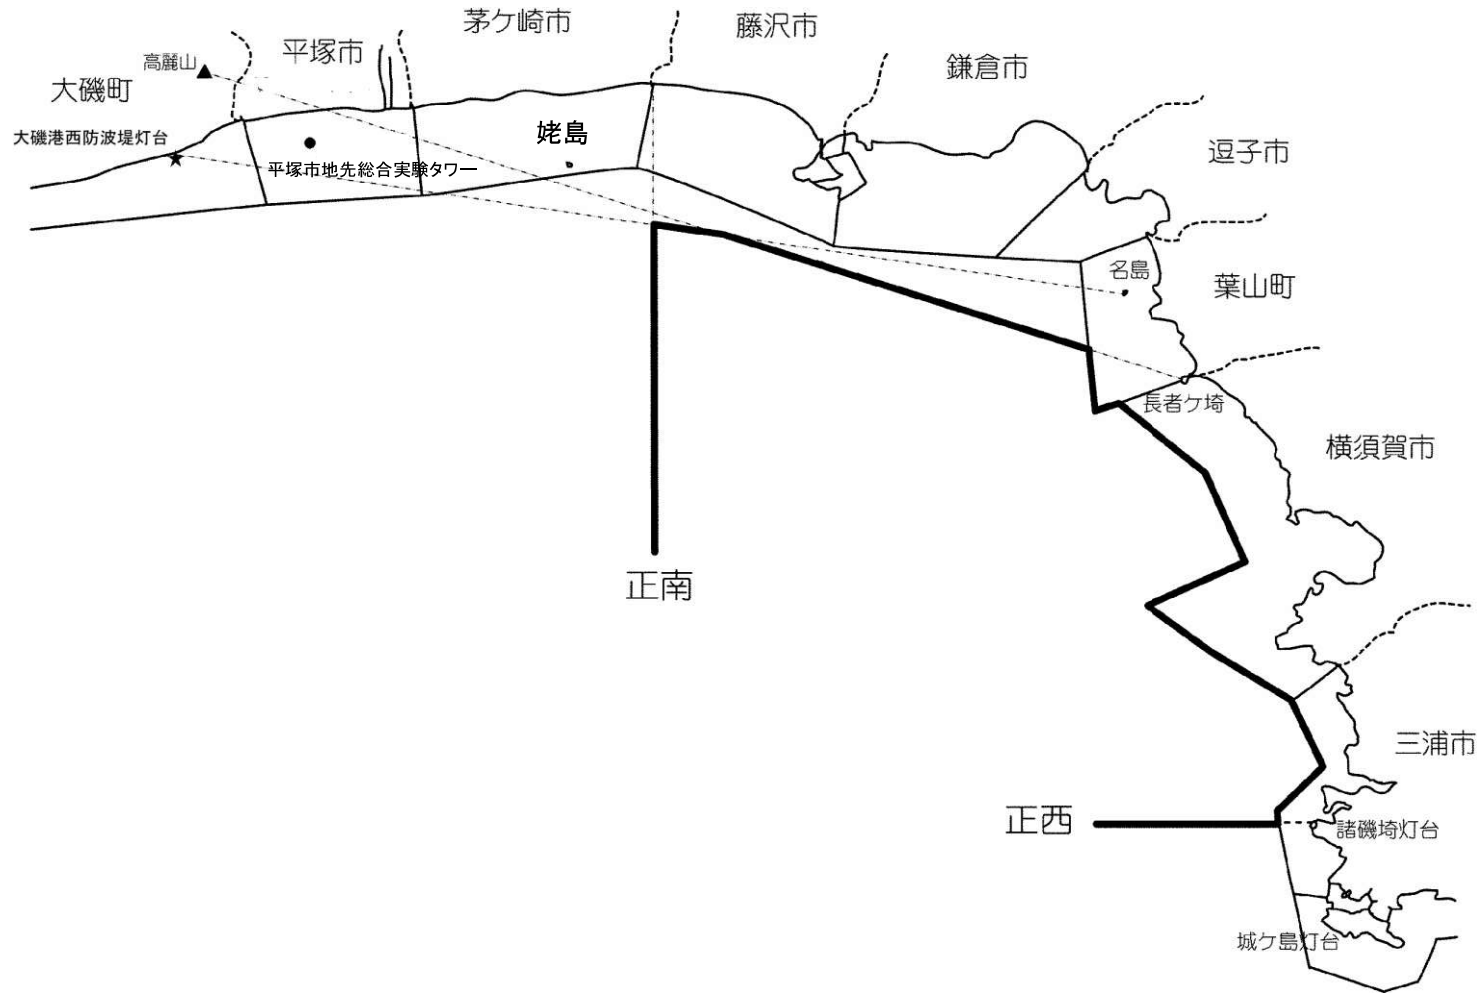 茅ケ崎市
藤沢市
平塚市
高麗山
鎌倉市
大磯町
大磯港西防波堤灯台
姥島
逗子市
平塚市地先総合実験タワー
名島
葉山町
長者ケ埼
横須賀市
正南
三浦市
正西
諸磯埼灯台
城ケ島灯台